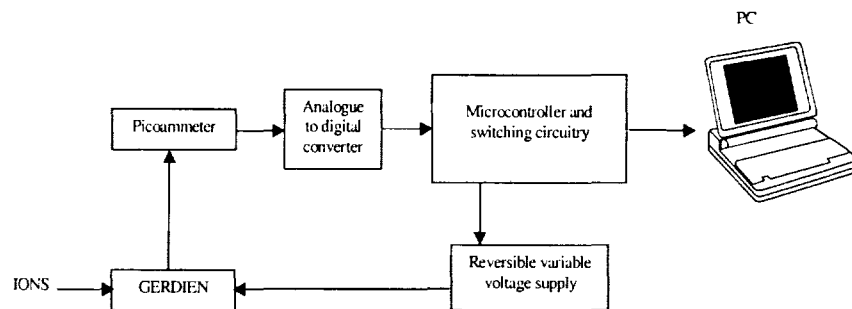 PC
Picoammeter
Analogue
to digital
converter
Microcontroller and
switching circuitry
IONS
GERDIEN
Reversible variable
voltage supply